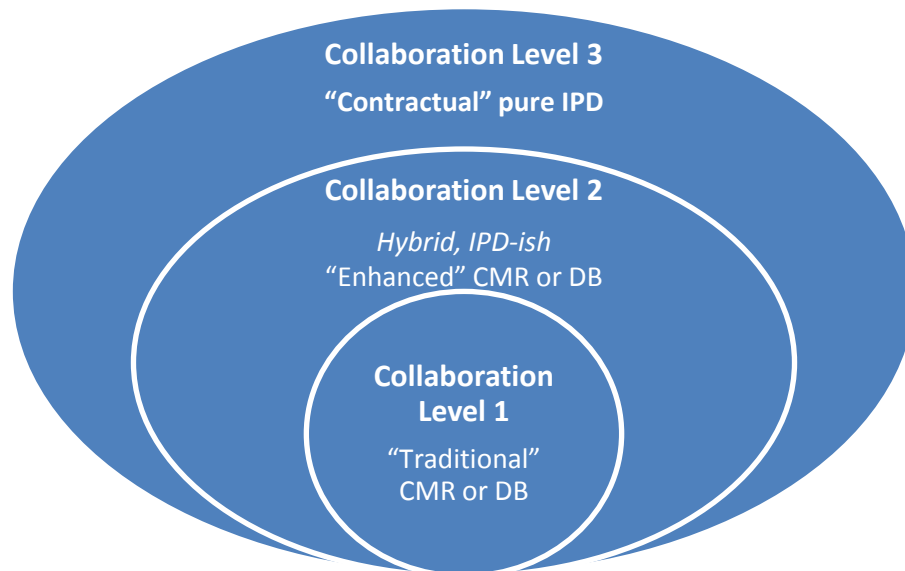 Collaboration Level 3
“Contractual” pure IPD
Collaboration Level 2
Hybrid, IPD-ish
“Enhanced” CMR or DB
Collaboration
Level 1
“Traditional”
CMR or DB